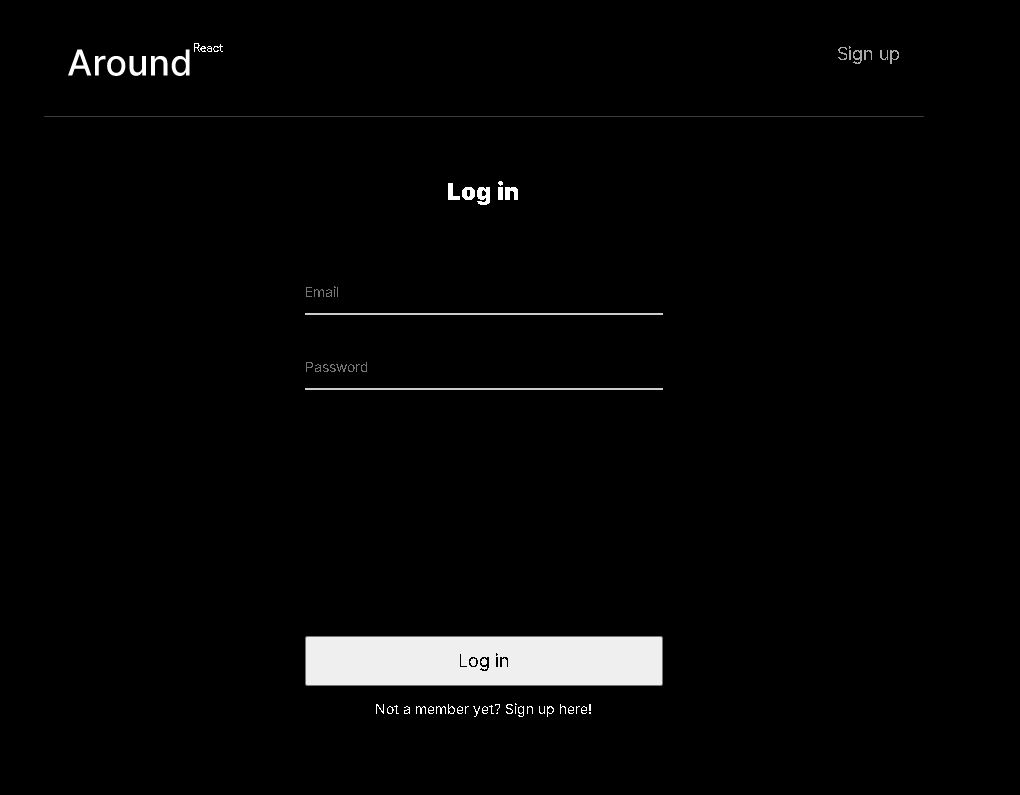 Around React
Sign up
Log in
Email
Password
Log in
Not a member yet? Sign up here!